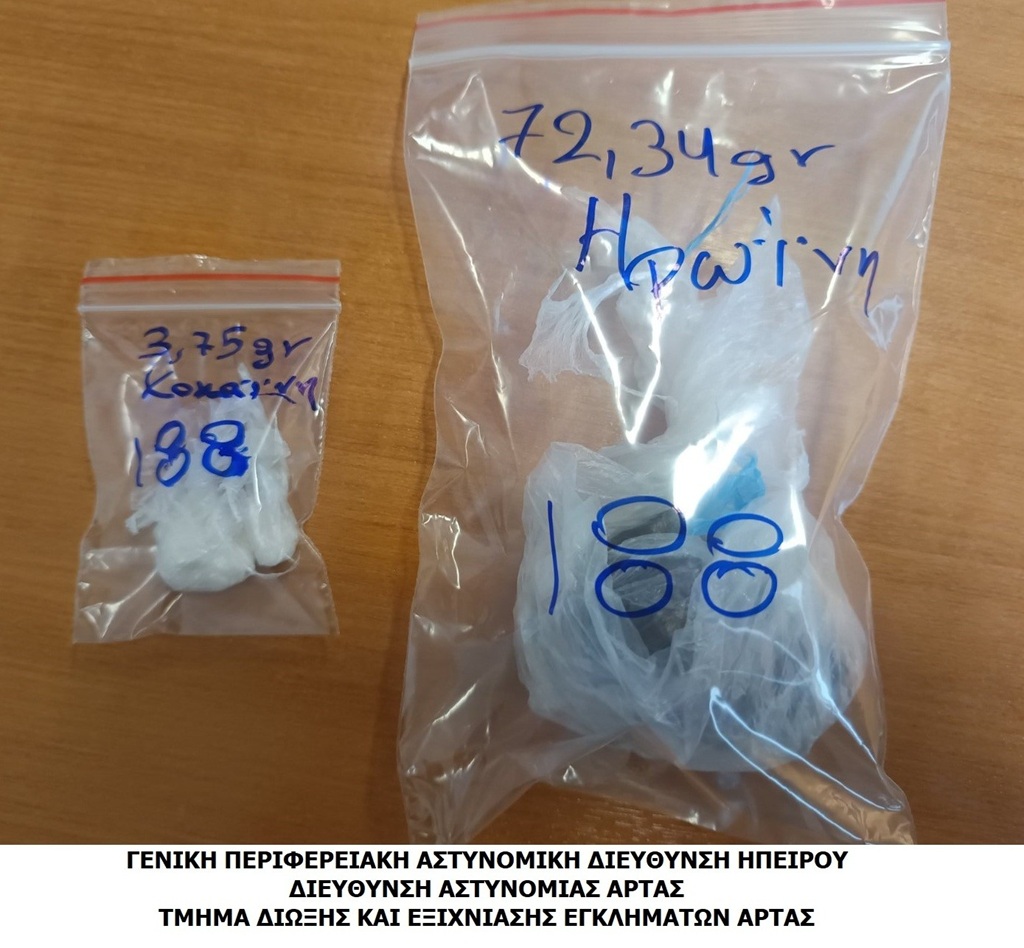 72,34gr
Ηρωίνη
3,75gr
Κοκαΐνη
188
188
ΓΕΝΙΚΗ ΠΕΡΙΦΕΡΕΙΑΚΗ ΑΣΤΥΝΟΜΙΚΗ ΔΙΕΥΘΥΝΣΗ ΗΠΕΙΡΟΥ
ΔΙΕΥΘΥΝΣΗ ΑΣΤΥΝΟΜΙΑΣ ΑΡΤΑΣ
ΤΜΗΜΑ ΔΙΩΞΗΣ ΚΑΙ ΕΞΙΧΝΙΑΣΗΣ ΕΓΚΛΗΜΑΤΩΝ ΑΡΤΑΣ